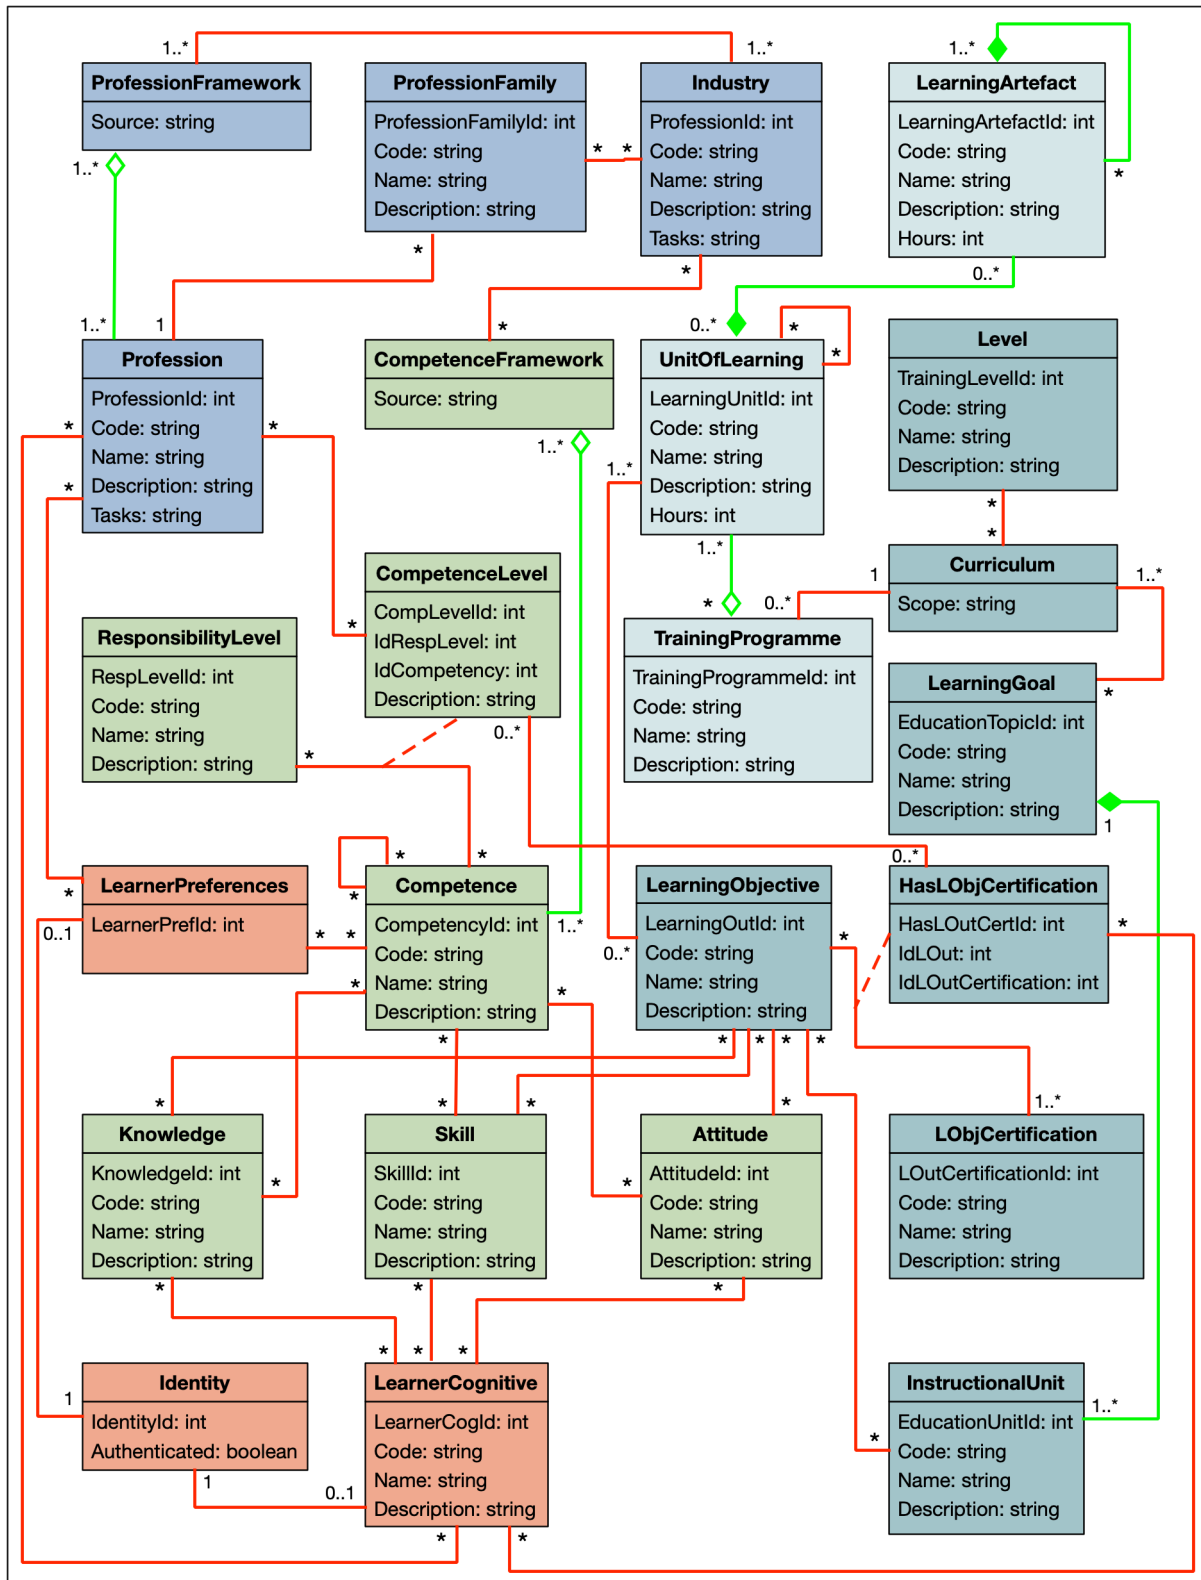 1..*
1..*
1..*
ProfessionFramework
Source: string
ProfessionFamily
ProfessionFamilyId: int
Code: string
Name: string
Description: string
Industry
ProfessionId: int
Code: string
Name: string
Description: string
Tasks: string
LearningArtefact
LearningArtefactId: int
Code: string
Name: string
Description: string
Hours: int
* *
*
1..*
*
*
0..*
1..*
1
*
0..*
*
*
Profession
ProfessionId: int
Code: string
Name: string
Description: string
Tasks: string
CompetenceFramework
Source: string
UnitOfLearning
LearningUnitId: int
Code: string
Name: string
Description: string
Hours: int
Level
TrainingLevelId: int
Code: string
Name: string
Description: string
*
*
*
1..*
1..*
1..*
*
*
CompetenceLevel
CompLevelId: int
IdRespLevel: int
IdCompetency: int
Description: string
*
Curriculum
Scope: string
1
1..*
*
0..*
ResponsibilityLevel
RespLevelId: int
Code: string
Name: string
Description: string
TrainingProgramme
TrainingProgrammeId: int
Code: string
Name: string
Description: string
LearningGoal
EducationTopicId: int
Code: string
Name: string
Description: string
*
0..*
*
1
*
*
*
0..*
LearnerPreferences
LearnerPrefId: int
*
0..1
* *
Competence
CompetencyId: int
Code: string
Name: string
Description: string
*
1..*
*
*
LearningObjective
LearningOutId: int
Code: string
Name: string
Description: string
0..*
*
HasLObjCertification
HasLOutCertId: int
IdLOut: int
IdLOutCertification: int
*
*
* * * *
*
* *
*
1..*
Knowledge
KnowledgeId: int
Code: string
Name: string
Description: string
*
Skill
SkillId: int
Code: string
Name: string
Description: string
Attitude
AttitudeId: int
Code: string
Name: string
Description: string
*
LObjCertification
LOutCertificationId: int
Code: string
Name: string
Description: string
*
*
*
* * *
Identity
IdentityId: int
Authenticated: boolean
1
1
0..1
LearnerCognitive
LearnerCogId: int
Code: string
Name: string
Description: string
InstructionalUnit
EducationUnitId: int
Code: string
Name: string
Description: string
1..*
*
* *